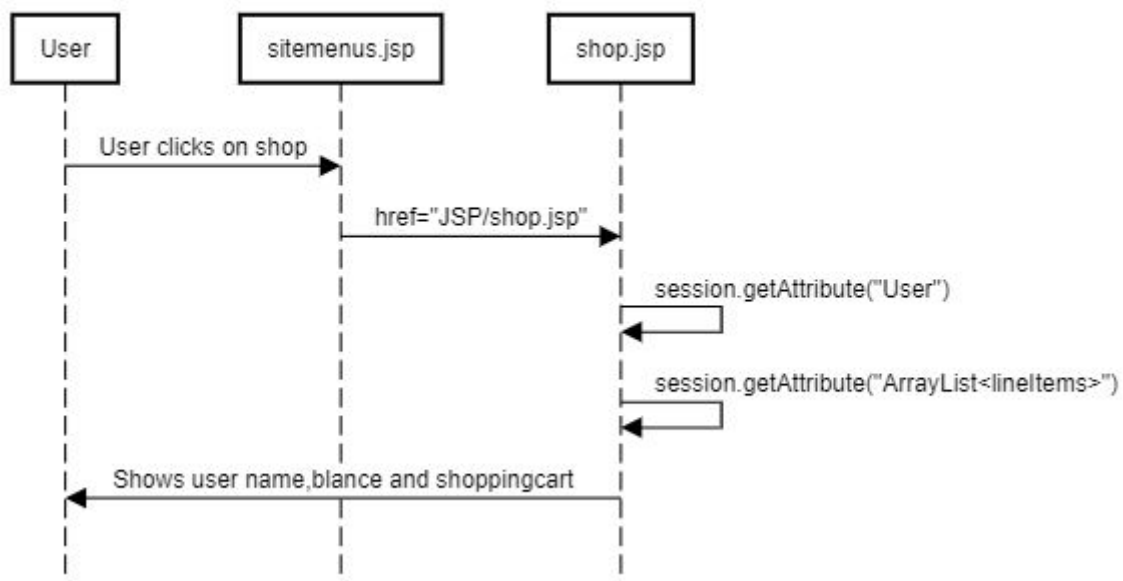 User
sitemenus.jsp
shop.jsp
User clicks on shop
href="JSP/shop.jsp"
session.getAttribute("User")
session.getAttribute("ArrayList<lineItems>")
Shows user name,blance and shoppingcart